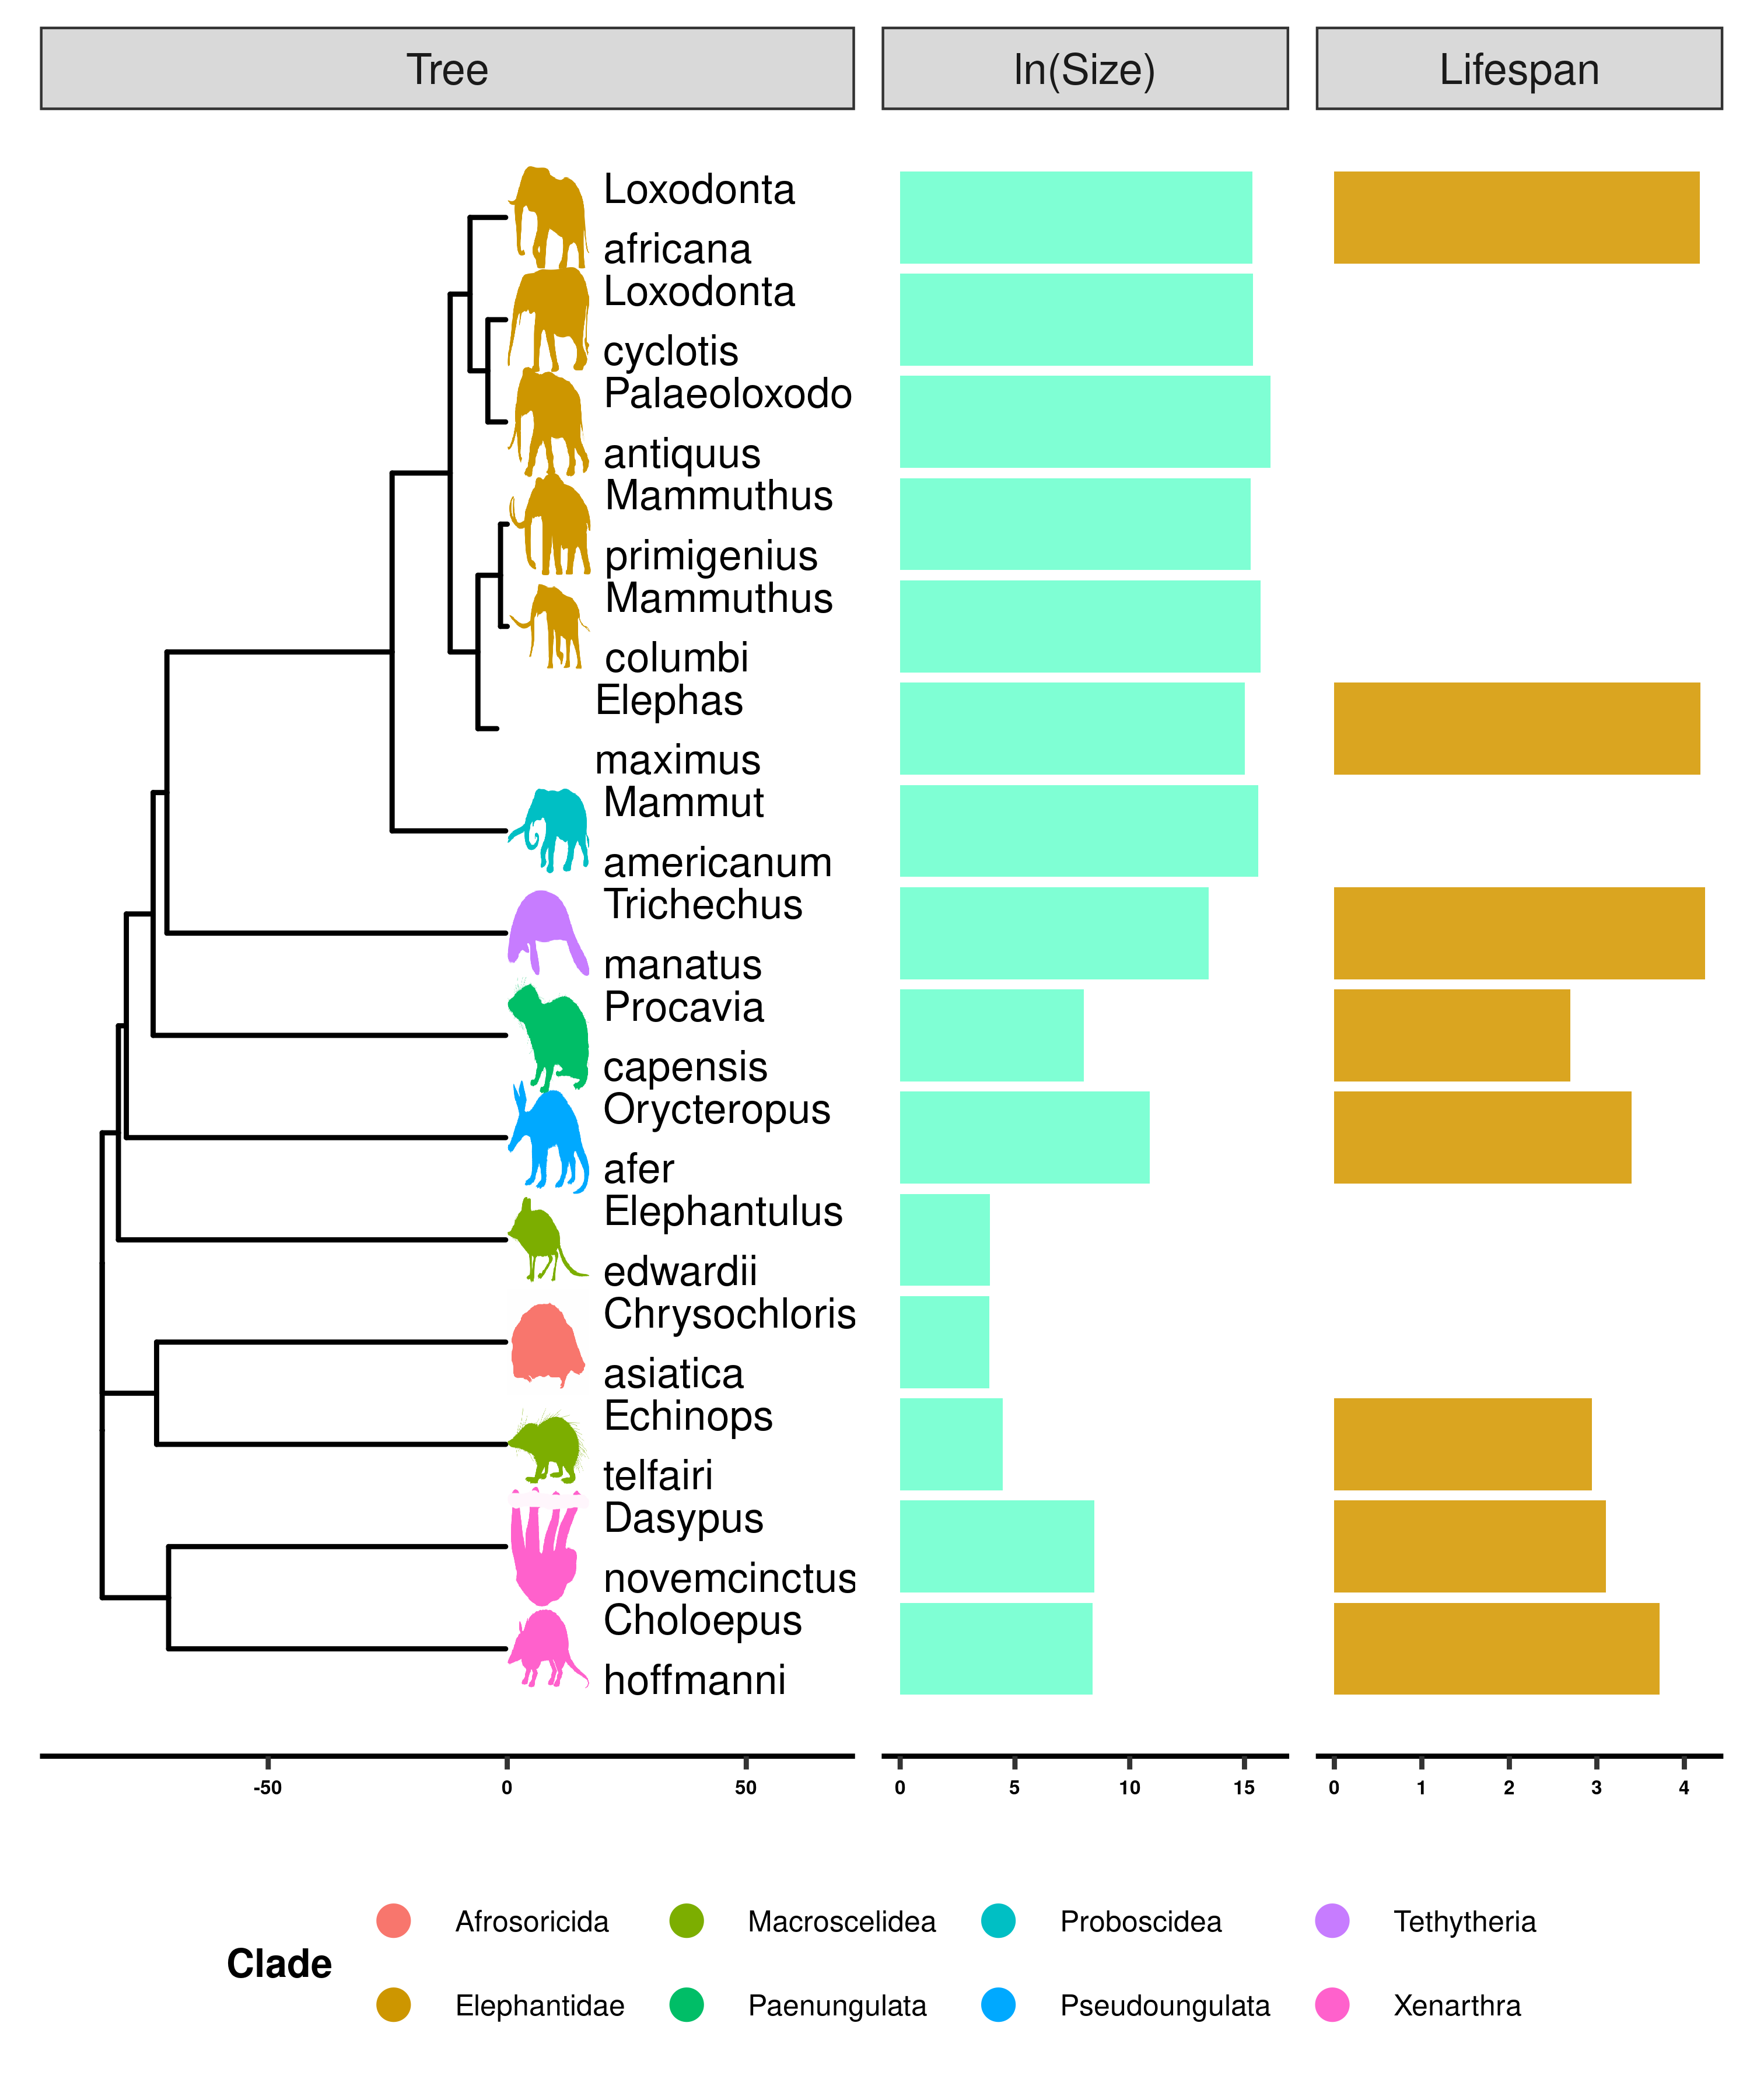 Tree ln(Size) Lifespan
Loxodonta
africana
Loxodonta
cyclotis
Palaeoloxodo
antiquus
Mammuthus
primigenius
Mammuthus
columbi
Elephas
maximus
Mammut
americanum
Trichechus
manatus
Procavia
capensis
Orycteropus
afer
Elephantulus
edwardii
Chrysochloris
asiatica
Echinops
telfairi
Dasypus
novemcinctus
Choloepus
hoffmanni
-50 0 50 0 5 10 15 0 1 2 3 4
Clade
Afrosoricida Macroscelidea Proboscidea Tethytheria
Elephantidae Paenungulata Pseudoungulata Xenarthra